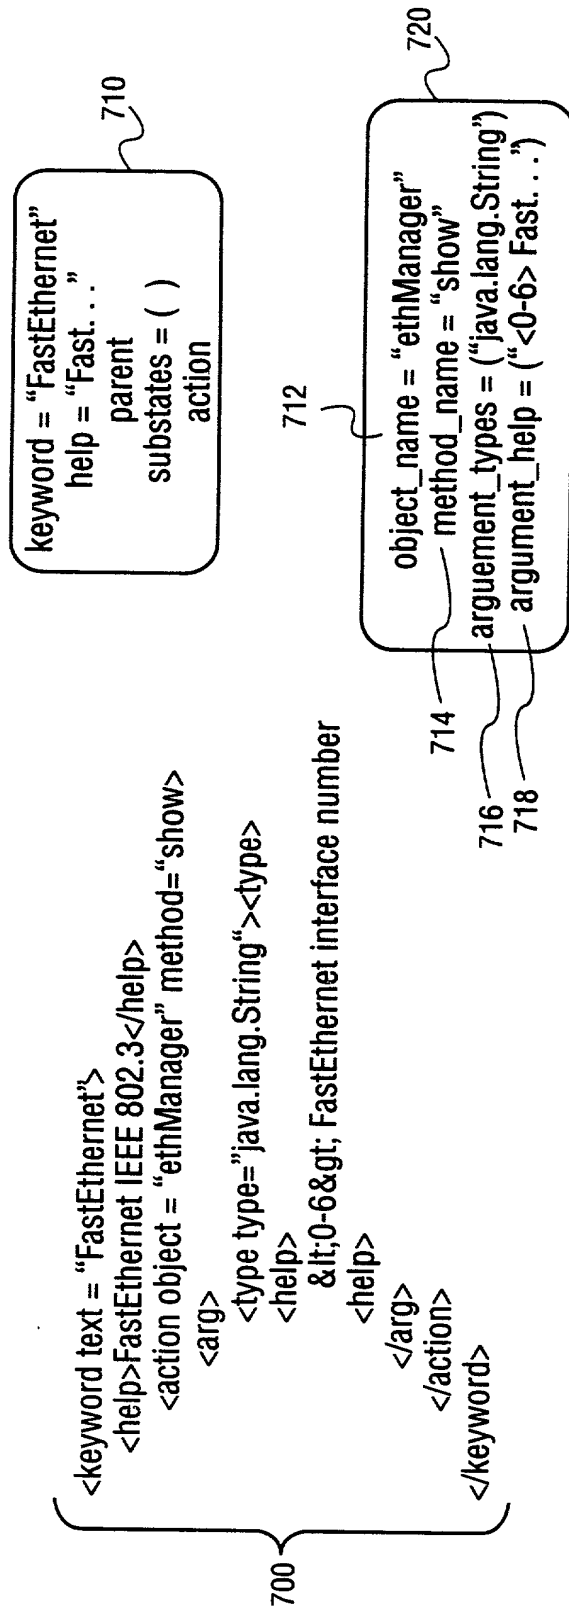 700
<keyword text = “FastEthernet”>
<help>FastEthernet IEEE 802.3</help>
<action object = “ethManager” method=“show>
<arg>
<type type=”java.lang.String“><type>
<help>
&lt;0-6&gt; FastEthernet interface number
<help>
</arg>
</action>
</keyword>
710
keyword = “FastEthernet”
help = “Fast. . .”
parent
substates = ( )
action
712
720
object_name = “ethManager”
714
method_name = “show”
716
arguement_types = (“java.lang.String”)
718
argument_help = (“<0-6> Fast. . .”)